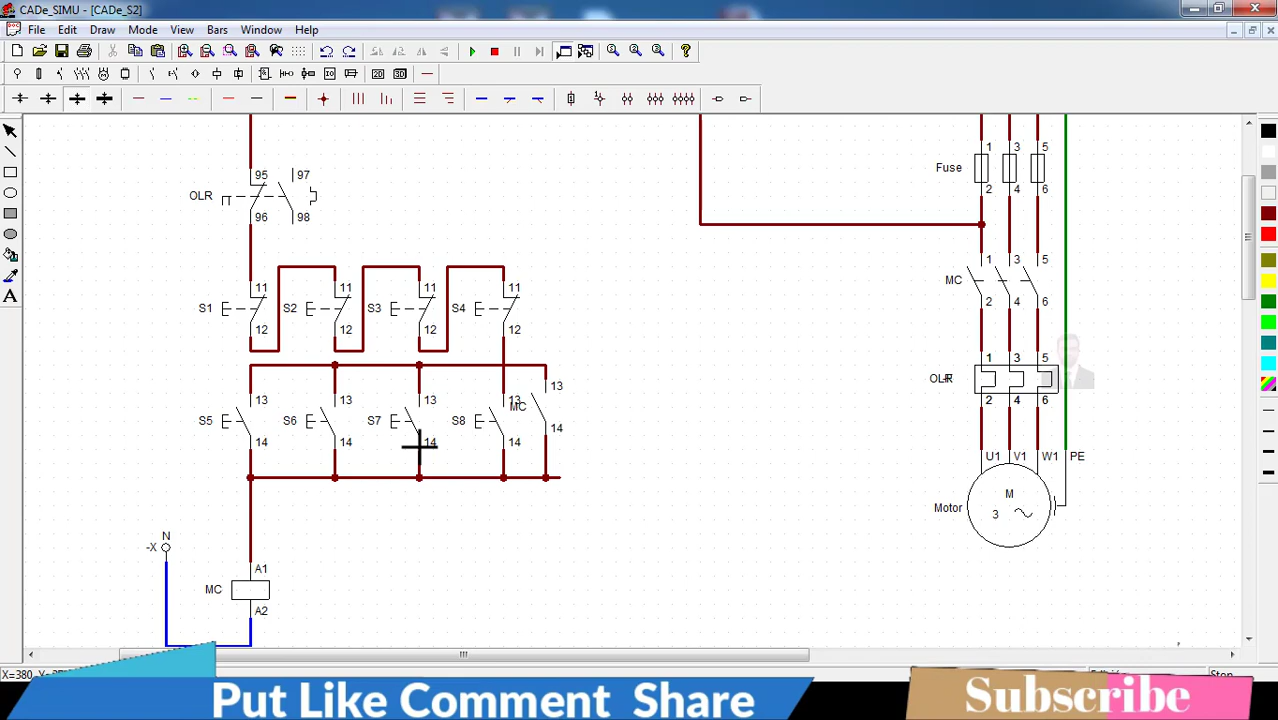 CADe_SIMU - [CADe_S2]
File Edit Draw Mode View Bars Window Help
95 97
OLR
96 98
11 11 11 11
S1 S2 S3 S4
12 12 12 12
13
13 13 13 13
MC
S5 S6 S7 S8
14
14 14 14 14
N
-X
A1
MC
A2
1 3 5
Fuse
2 4 6
1 3 5
MC
2 4 6
1 3 5
OLR
2 4 6
U1 V1 W1 PE
M
3
Motor
Put Like Comment Share
Subscribe